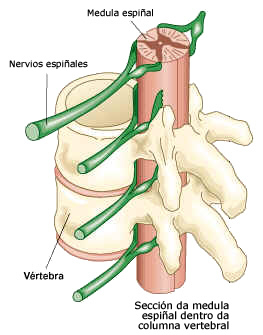 Medula espiñal
Nervios espiñales
Vértebra
Sección da medula
espiñal dentro da
columna vertebral